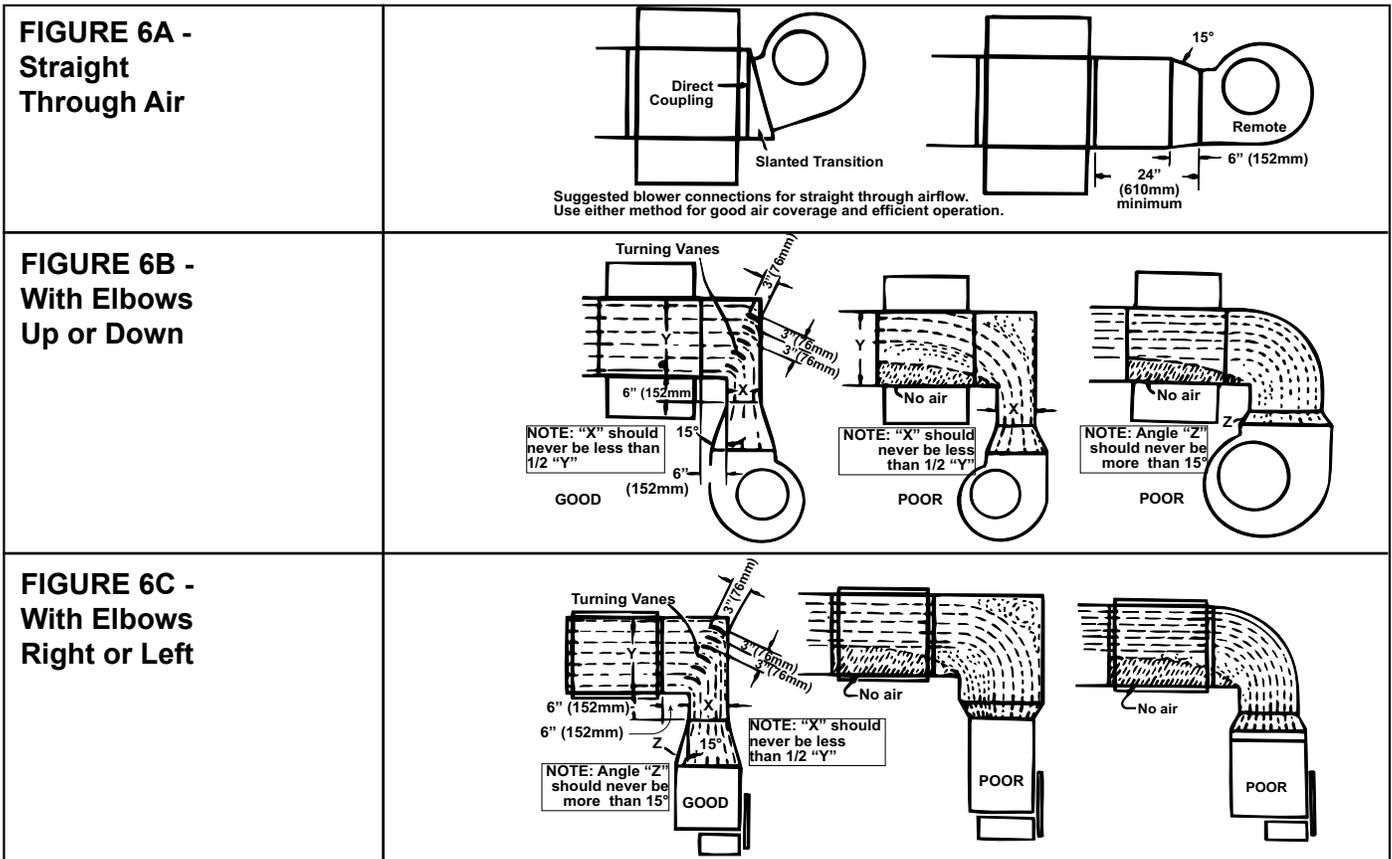 FIGURE 6A -
Straight
Through Air
Direct
Coupling
Slanted Transition
15°
Remote
6” (152mm)
24”
(610mm)
minimum
Suggested blower connections for straight through airflow.
Use either method for good air coverage and efficient operation.
FIGURE 6B -
With Elbows
Up or Down
Turning Vanes
3”(76mm)
3”(76mm)
3”(76mm)
Y
X
6” (152mm
15°
6”
(152mm)
NOTE: “X” should
never be less than
1/2 “Y”
GOOD
Y
No air
X
NOTE: “X” should
never be less
than 1/2 “Y”
POOR
No air
Z
NOTE: Angle “Z”
should never be
more than 15°
POOR
FIGURE 6C -
With Elbows
Right or Left
Turning Vanes
3”(76mm)
3”(76mm)
3”(76mm)
Y
6” (152mm)
X
6” (152mm)
Z
15°
NOTE: Angle “Z”
should never be
more than 15°
GOOD
NOTE: “X” should
never be less
than 1/2 “Y”
No air
POOR
No air
POOR